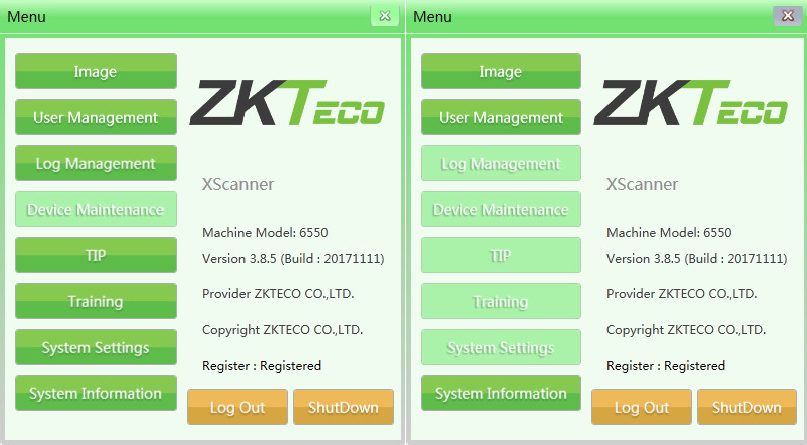 Menu
Image
User Management
Log Management
Device Maintenance
TIP
Training
System Settings
System Information
ZKTECO
XScanner
Machine Model: 6550
Version 3.8.5 (Build : 20171111)
Provider ZKTECO CO.,LTD.
Copyright ZKTECO CO.,LTD.
Register : Registered
Log Out
ShutDown
Menu
Image
User Management
Log Management
Device Maintenance
TIP
Training
System Settings
System Information
ZKTECO
XScanner
Machine Model: 6550
Version 3.8.5 (Build : 20171111)
Provider ZKTECO CO.,LTD.
Copyright ZKTECO CO.,LTD.
Register : Registered
Log Out
ShutDown